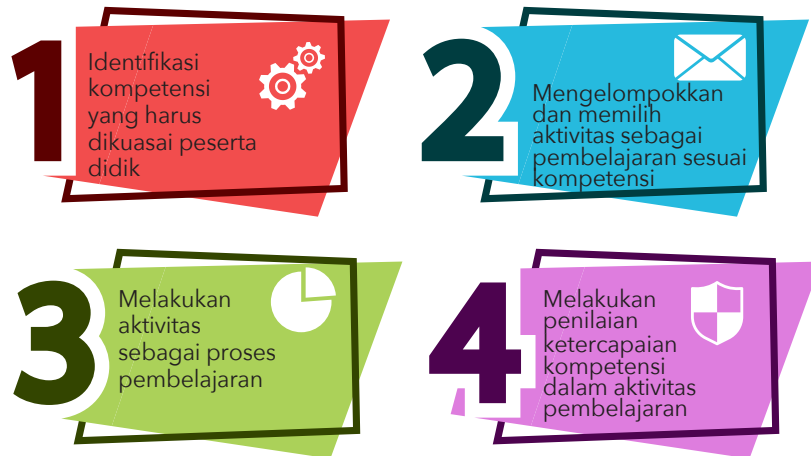 1
Identifikasi
kompetensi
yang harus
dikuasai peserta
didik
2
Mengelompokkan
dan memilih
aktivitas sebagai
pembelajaran sesuai
kompetensi
3
Melakukan
aktivitas
sebagai proses
pembelajaran
4
Melakukan
penilaian
ketercapaian
kompetensi
dalam aktivitas
pembelajaran